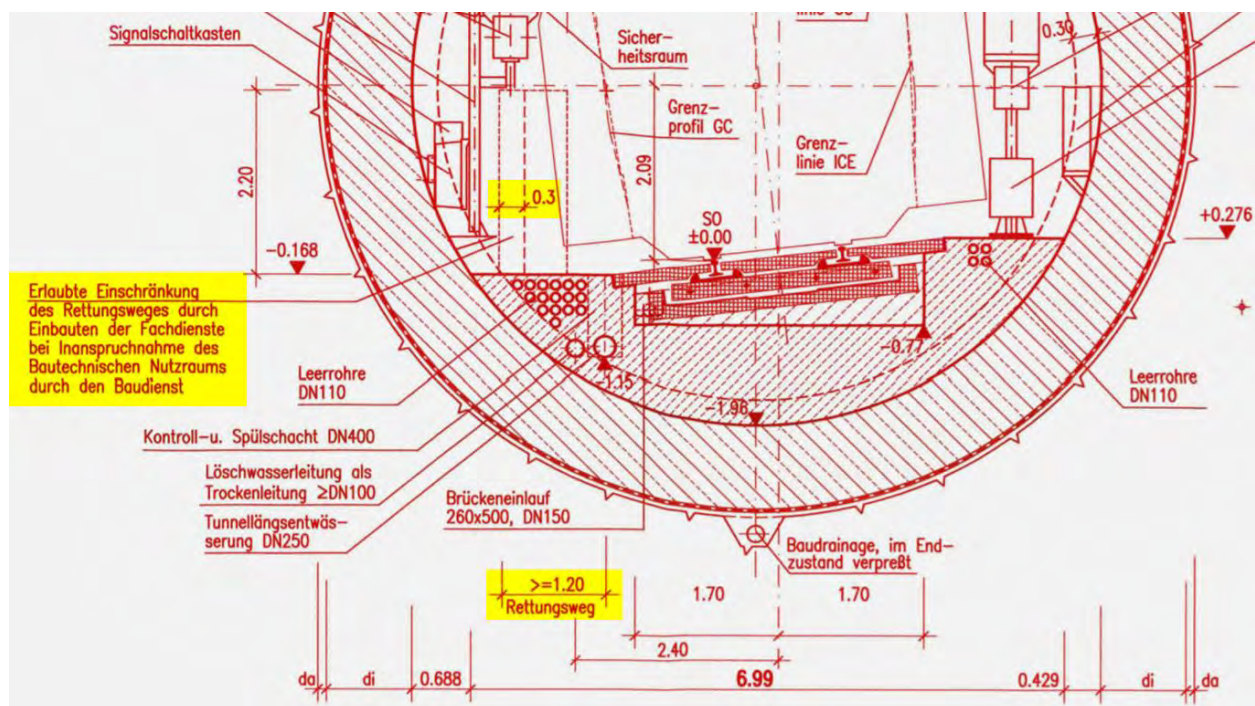 Signalschaltkasten
Sicher-
heitsraum
0.30
Grenz-
profil GC
Grenz-
linie ICE
2.20
2.09
0.3
SO
±0.00
+0.276
-0.168
Erlaubte Einschränkung
des Rettungsweges durch
Einbauten der Fachdienste
bei Inanspruchnahme des
Bautechnischen Nutzraums
durch den Baudienst
-0.77
-1.15
-1.98
Leerrohre
DN110
Leerrohre
DN110
Kontroll-u. Spülschacht DN400
Löschwasserleitung als
Trockenleitung ≥DN100
Tunnellängsentwäs-
serung DN250
Brückeneinlauf
260x500, DN150
Baudrainage, im End-
zustand verpreßt
>=1.20
Rettungsweg
1.70 1.70
2.40
da di 0.688 6.99 0.429 di da